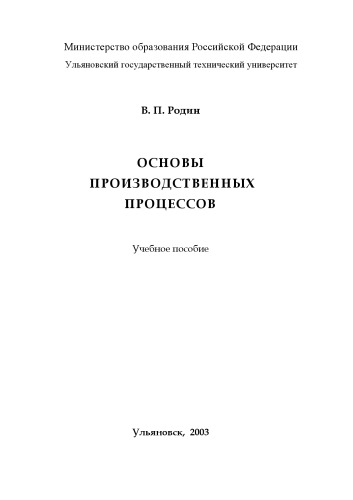 Министерство образования Российской Федерации
Ульяновский государственный технический университет
В. П. Родин
ОСНОВЫ
ПРОИЗВОДСТВЕННЫХ
ПРОЦЕССОВ
Учебное пособие
Ульяновск, 2003